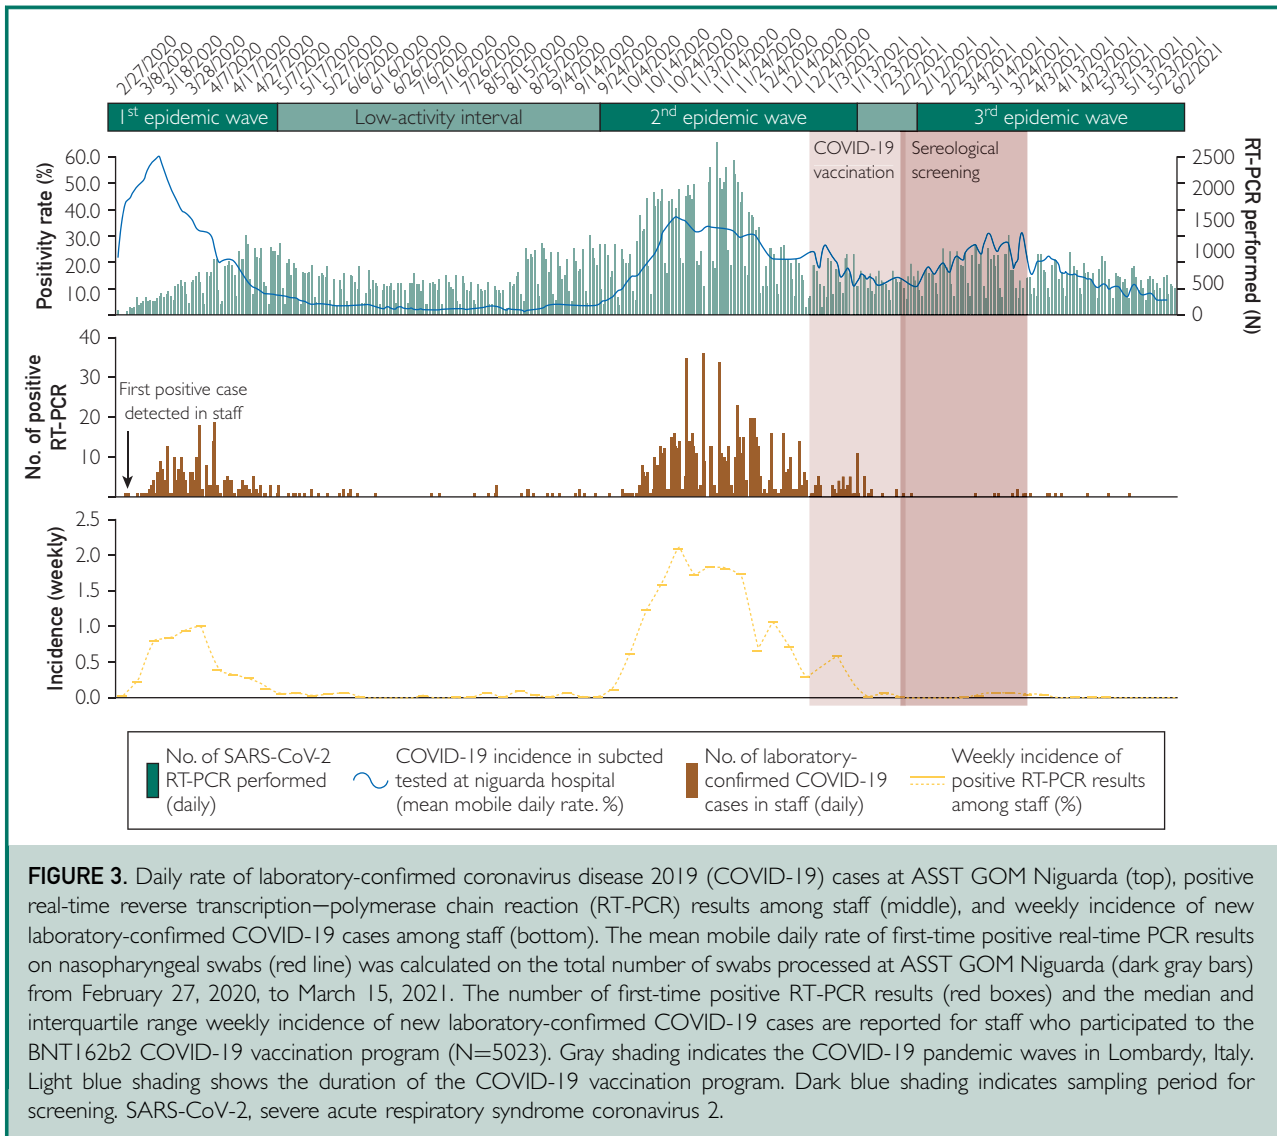 2/27/2020
3/8/2020
3/18/2020
3/28/2020
4/7/2020
4/17/2020
4/27/2020
5/7/2020
5/17/2020
5/27/2020
6/6/2020
6/16/2020
6/26/2020
7/6/2020
7/16/2020
7/26/2020
8/5/2020
8/15/2020
8/25/2020
9/4/2020
9/14/2020
9/24/2020
10/4/2020
10/14/2020
10/24/2020
11/3/2020
11/14/2020
11/24/2020
12/4/2020
12/14/2020
12/24/2020
1/3/2021
1/13/2021
1/23/2021
2/2/2021
2/12/2021
2/22/2021
3/4/2021
3/14/2021
3/24/2021
4/3/2021
4/13/2021
4/23/2021
5/3/2021
5/13/2021
5/23/2021
6/2/2021
1st epidemic wave
Low-activity interval
2nd epidemic wave
3rd epidemic wave
COVID-19
vaccination
Sereological
screening
Positivity rate (%)
60.0
50.0
40.0
30.0
20.0
10.0
2500
2000
1500
1000
500
0
RT-PCR performed (N)
No. of positive
RT-PCR
40
30
20
10
First positive case
detected in staff
Incidence (weekly)
2.5
2.0
1.5
1.0
0.5
0.0
No. of SARS-CoV-2
RT-PCR performed
(daily)
COVID-19 incidence in subcted
tested at niguarda hospital
(mean mobile daily rate. %)
No. of laboratory-
confirmed COVID-19
cases in staff (daily)
Weekly incidence of
positive RT-PCR results
among staff (%)
FIGURE 3. Daily rate of laboratory-confirmed coronavirus disease 2019 (COVID-19) cases at ASST GOM Niguarda (top), positive
real-time reverse transcription—polymerase chain reaction (RT-PCR) results among staff (middle), and weekly incidence of new
laboratory-confirmed COVID-19 cases among staff (bottom). The mean mobile daily rate of first-time positive real-time PCR results
on nasopharyngeal swabs (red line) was calculated on the total number of swabs processed at ASST GOM Niguarda (dark gray bars)
from February 27, 2020, to March 15, 2021. The number of first-time positive RT-PCR results (red boxes) and the median and
interquartile range weekly incidence of new laboratory-confirmed COVID-19 cases are reported for staff who participated to the
BNT162b2 COVID-19 vaccination program (N=5023). Gray shading indicates the COVID-19 pandemic waves in Lombardy, Italy.
Light blue shading shows the duration of the COVID-19 vaccination program. Dark blue shading indicates sampling period for
screening. SARS-CoV-2, severe acute respiratory syndrome coronavirus 2.